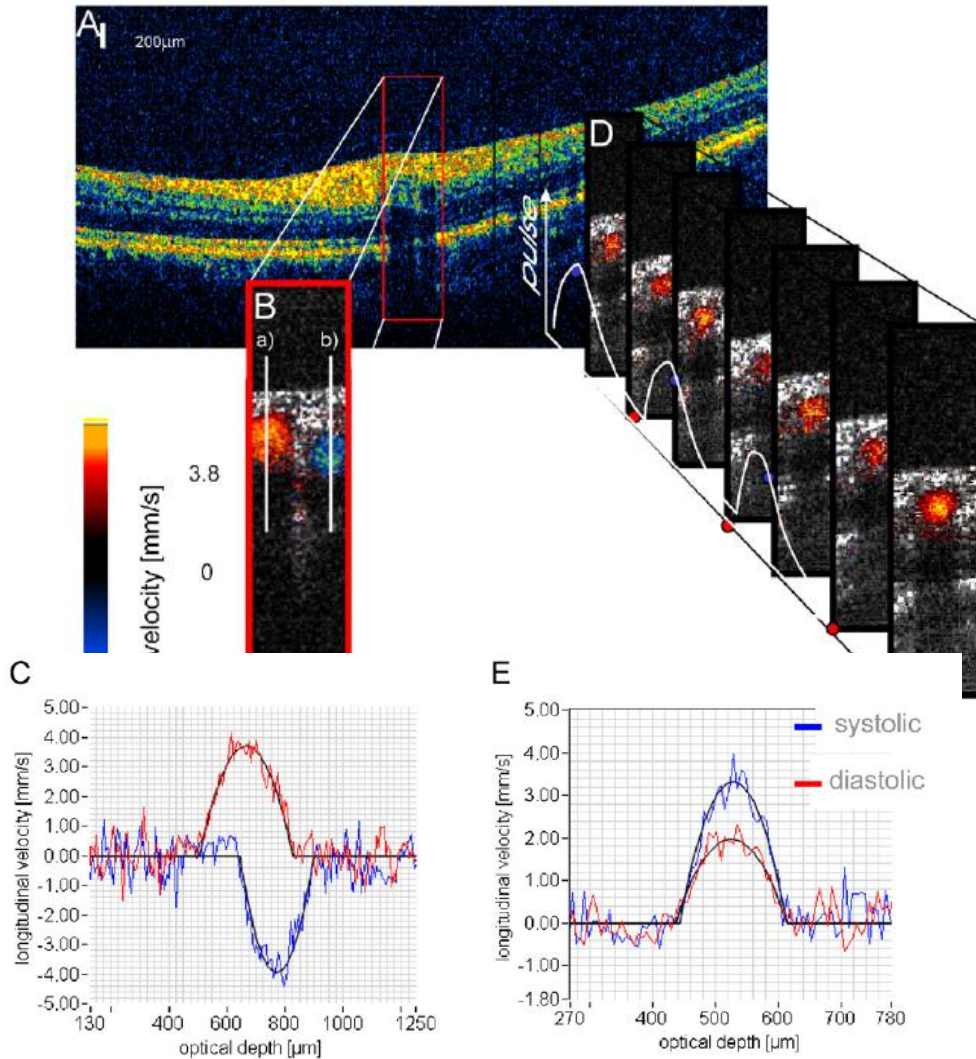 A
200µm
D
pulse
B
a)
b)
3.8
0
velocity [mm/s]
C
5.00
4.00
3.00
2.00
1.00
0.00
-1.00
-2.00
-3.00
-4.00
-5.00
130
400
600
800
1000
1250
longitudinal velocity [mm/s]
optical depth [µm]
E
5.00
4.00
3.00
2.00
1.00
0.00
-1.00
-1.80
270
400
500
600
700
780
longitudinal velocity [mm/s]
optical depth [µm]
systolic
diastolic